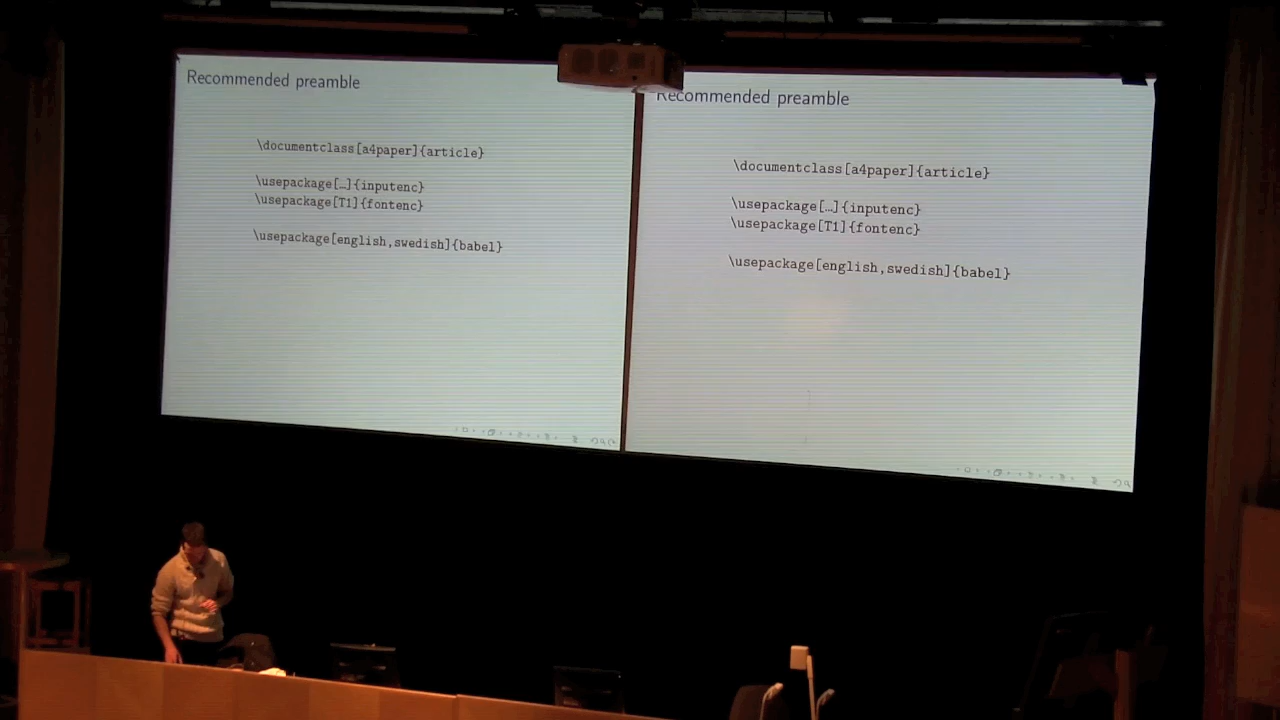 Recommended preamble
\documentclass[a4paper]{article}
\usepackage[…]{inputenc}
\usepackage[T1]{fontenc}
\usepackage[english,swedish]{babel}
Recommended preamble
\documentclass[a4paper]{article}
\usepackage[…]{inputenc}
\usepackage[T1]{fontenc}
\usepackage[english,swedish]{babel}